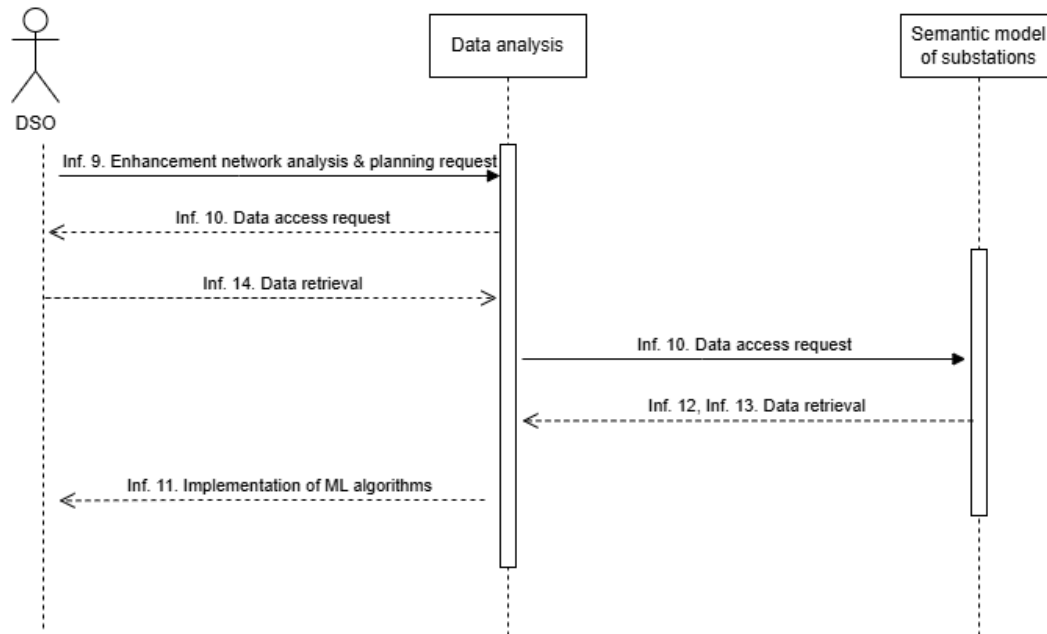 DSO
Data analysis
Semantic model
of substations
Inf. 9. Enhancement network analysis & planning request
Inf. 10. Data access request
Inf. 14. Data retrieval
Inf. 10. Data access request
Inf. 12, Inf. 13. Data retrieval
Inf. 11. Implementation of ML algorithms